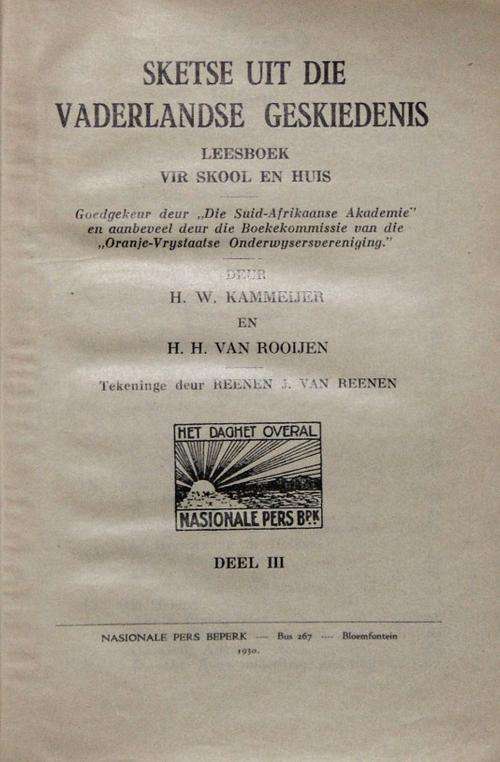 SKETSE UIT DIE
VADERLANDSE GESKIEDENIS
LEESBOEK
VIR SKOOL EN HUIS
Goedgekeur deur „Die Suid-Afrikaanse Akademie"
en aanbeveel deur die Boekekommissie van die
„Oranje-Vrystaatse Onderwysersvereniging."
DEUR
H. W. KAMMEIJER
EN
H. H. VAN ROOIJEN
Tekeninge deur REENEN J. VAN REENEN
HET DAGHET OVERAL
NASIONALE PERS BPK
DEEL III
NASIONALE PERS BEPERK — Bus 267 — Bloemfontein
1930.